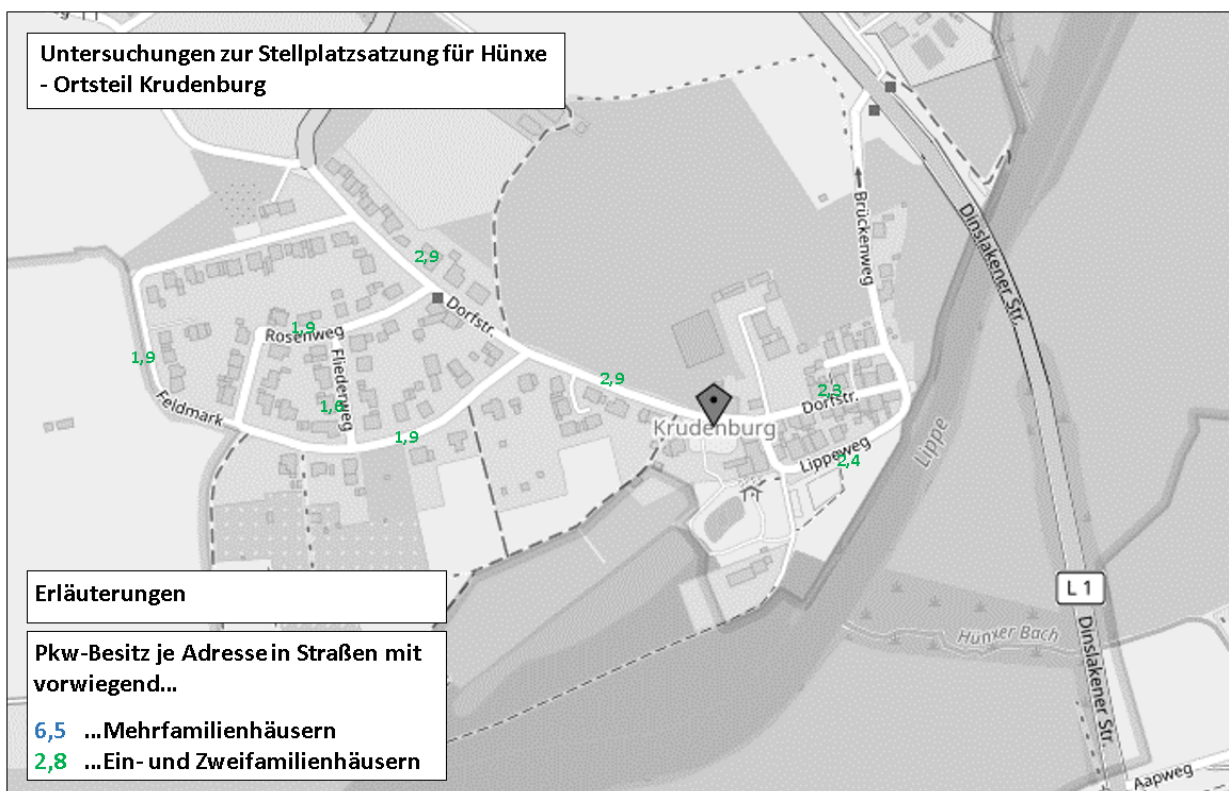 Untersuchungen zur Stellplatzsatzung für Hünxe
- Ortsteil Krudenburg
2,9
Brückenweg
Dinslakener Str.
Dorfstr.
1,9
Rosenweg
1,9
Fliederweg
2,9
2,3
Dorfstr.
Feldmark
1,6
Krudenburg
1,9
Lippeweg
2,4
Lippe
Erläuterungen
L 1
Pkw-Besitz je Adresse in Straßen mit
vorwiegend...
Hünxer Bach
Dinslakener Str.
6,5 ...Mehrfamilienhäusern
2,8 ...Ein- und Zweifamilienhäusern
Aapweg